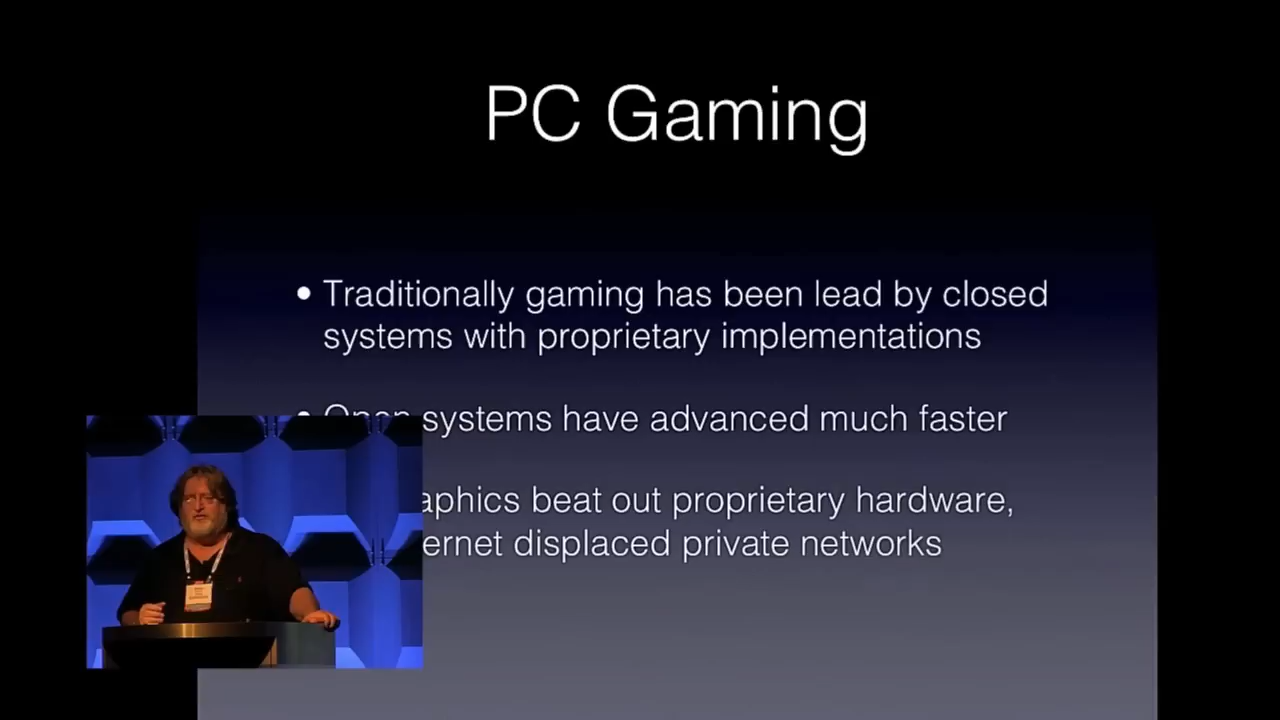 PC Gaming
• Traditionally gaming has been lead by closed
systems with proprietary implementations
• Open systems have advanced much faster
aphics beat out proprietary hardware,
ernet displaced private networks